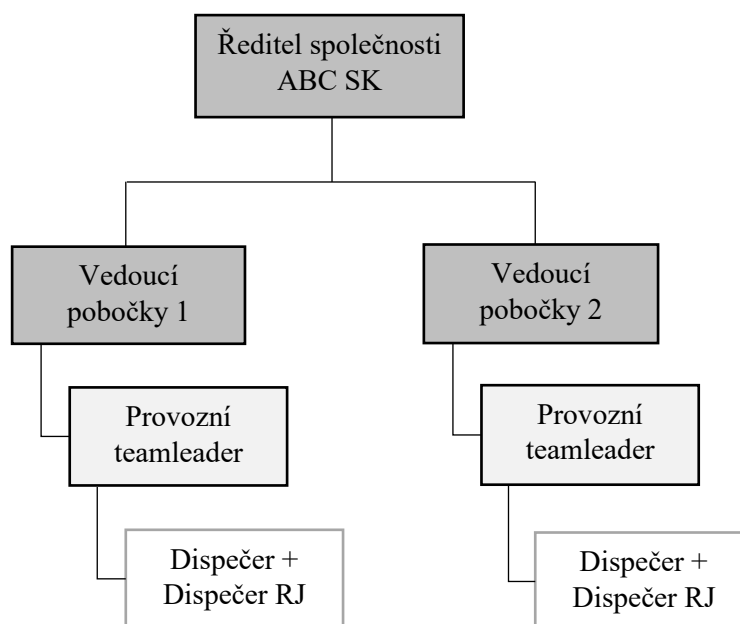 Ředitel společnosti
ABC SK
Vedoucí
pobočky 1
Vedoucí
pobočky 2
Provozní
teamleader
Provozní
teamleader
Dispečer +
Dispečer RJ
Dispečer +
Dispečer RJ